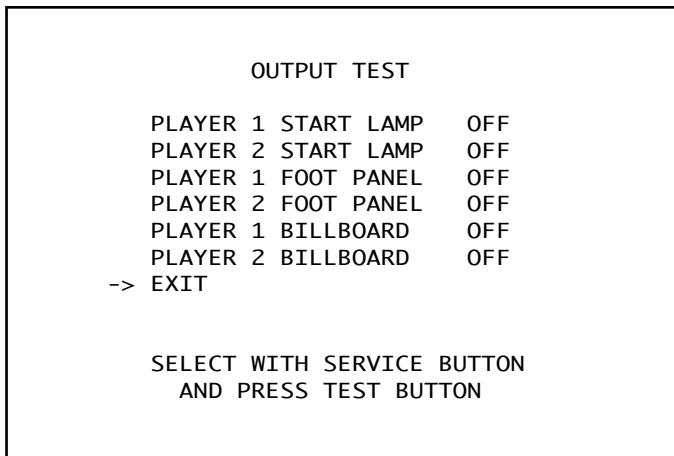 OUTPUT TEST
PLAYER 1 START LAMP OFF
PLAYER 2 START LAMP OFF
PLAYER 1 FOOT PANEL OFF
PLAYER 2 FOOT PANEL OFF
PLAYER 1 BILLBOARD OFF
PLAYER 2 BILLBOARD OFF
-> EXIT
SELECT WITH SERVICE BUTTON
AND PRESS TEST BUTTON